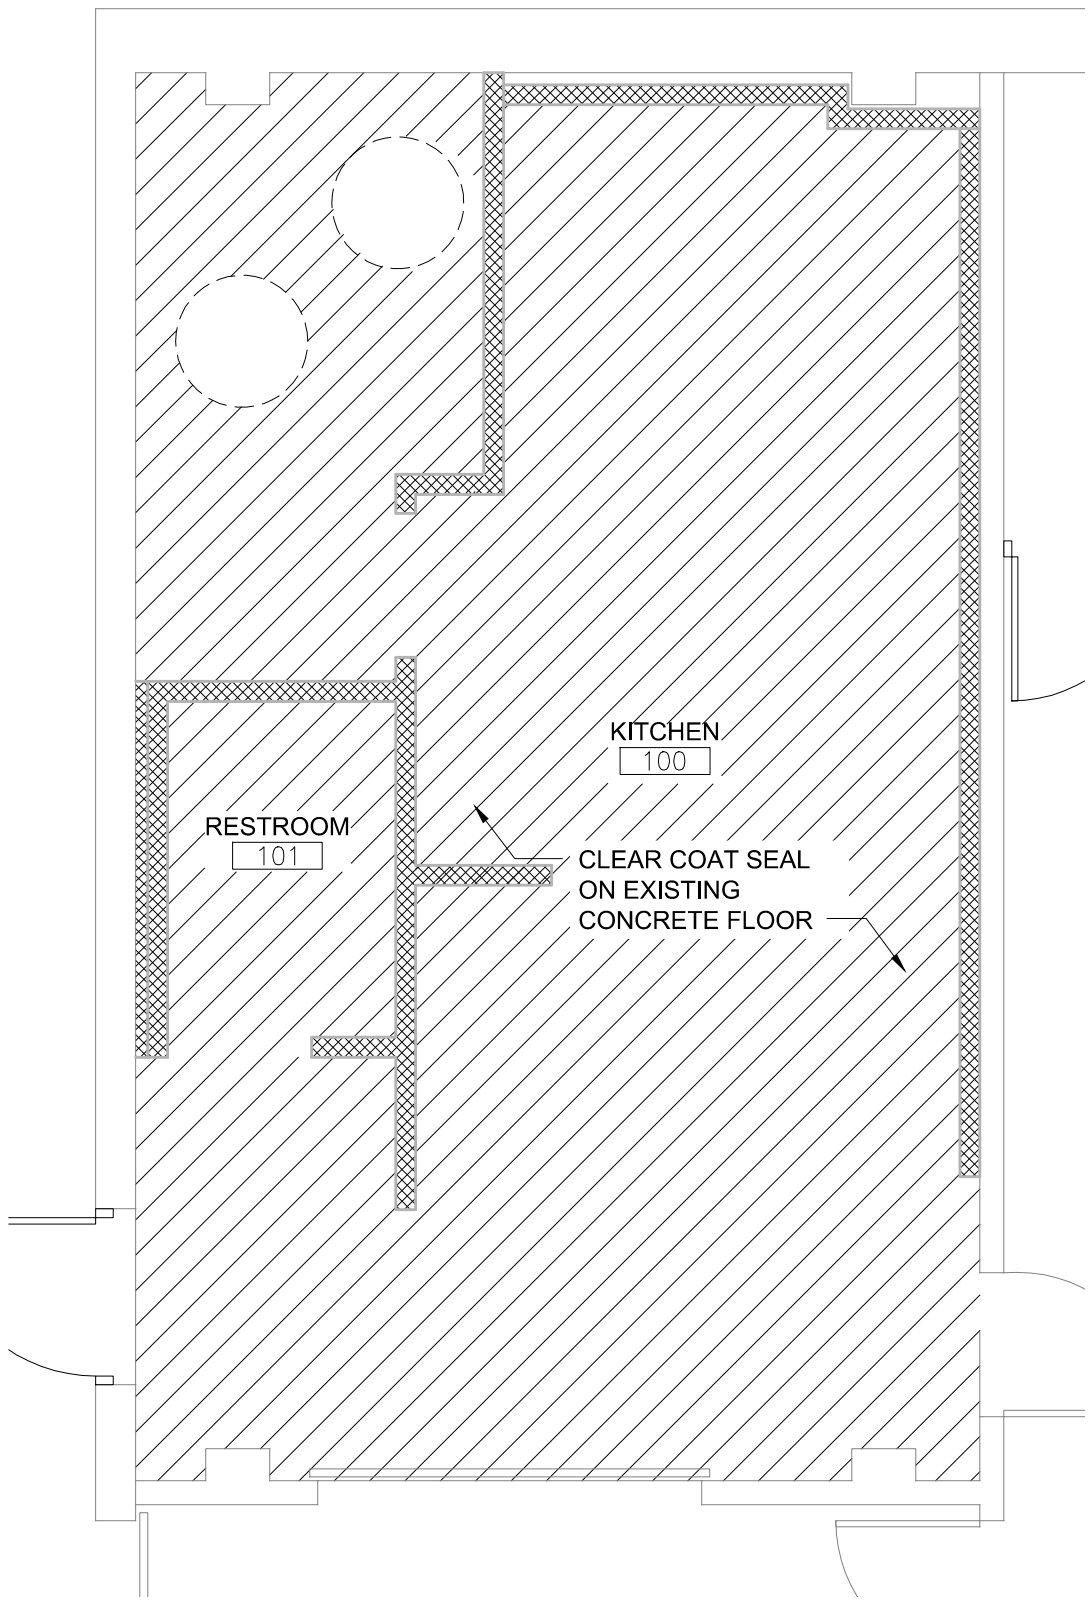 KITCHEN
100
RESTROOM
101
CLEAR COAT SEAL
ON EXISTING
CONCRETE FLOOR